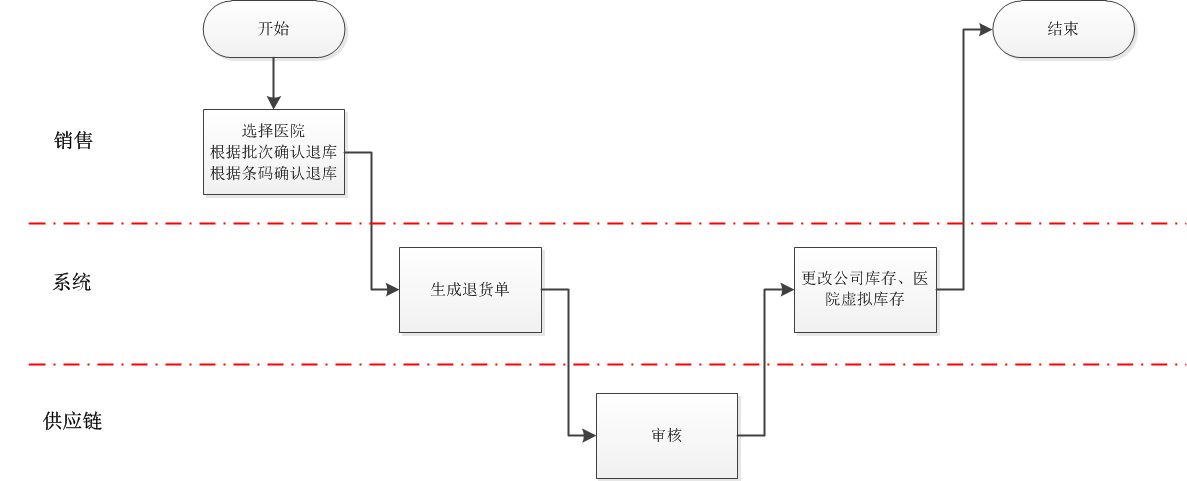 开始
结束
销售
选择医院
根据批次确认退库
根据条码确认退库
系统
生成退货单
更改公司库存、医
院虚拟库存
供应链
审核